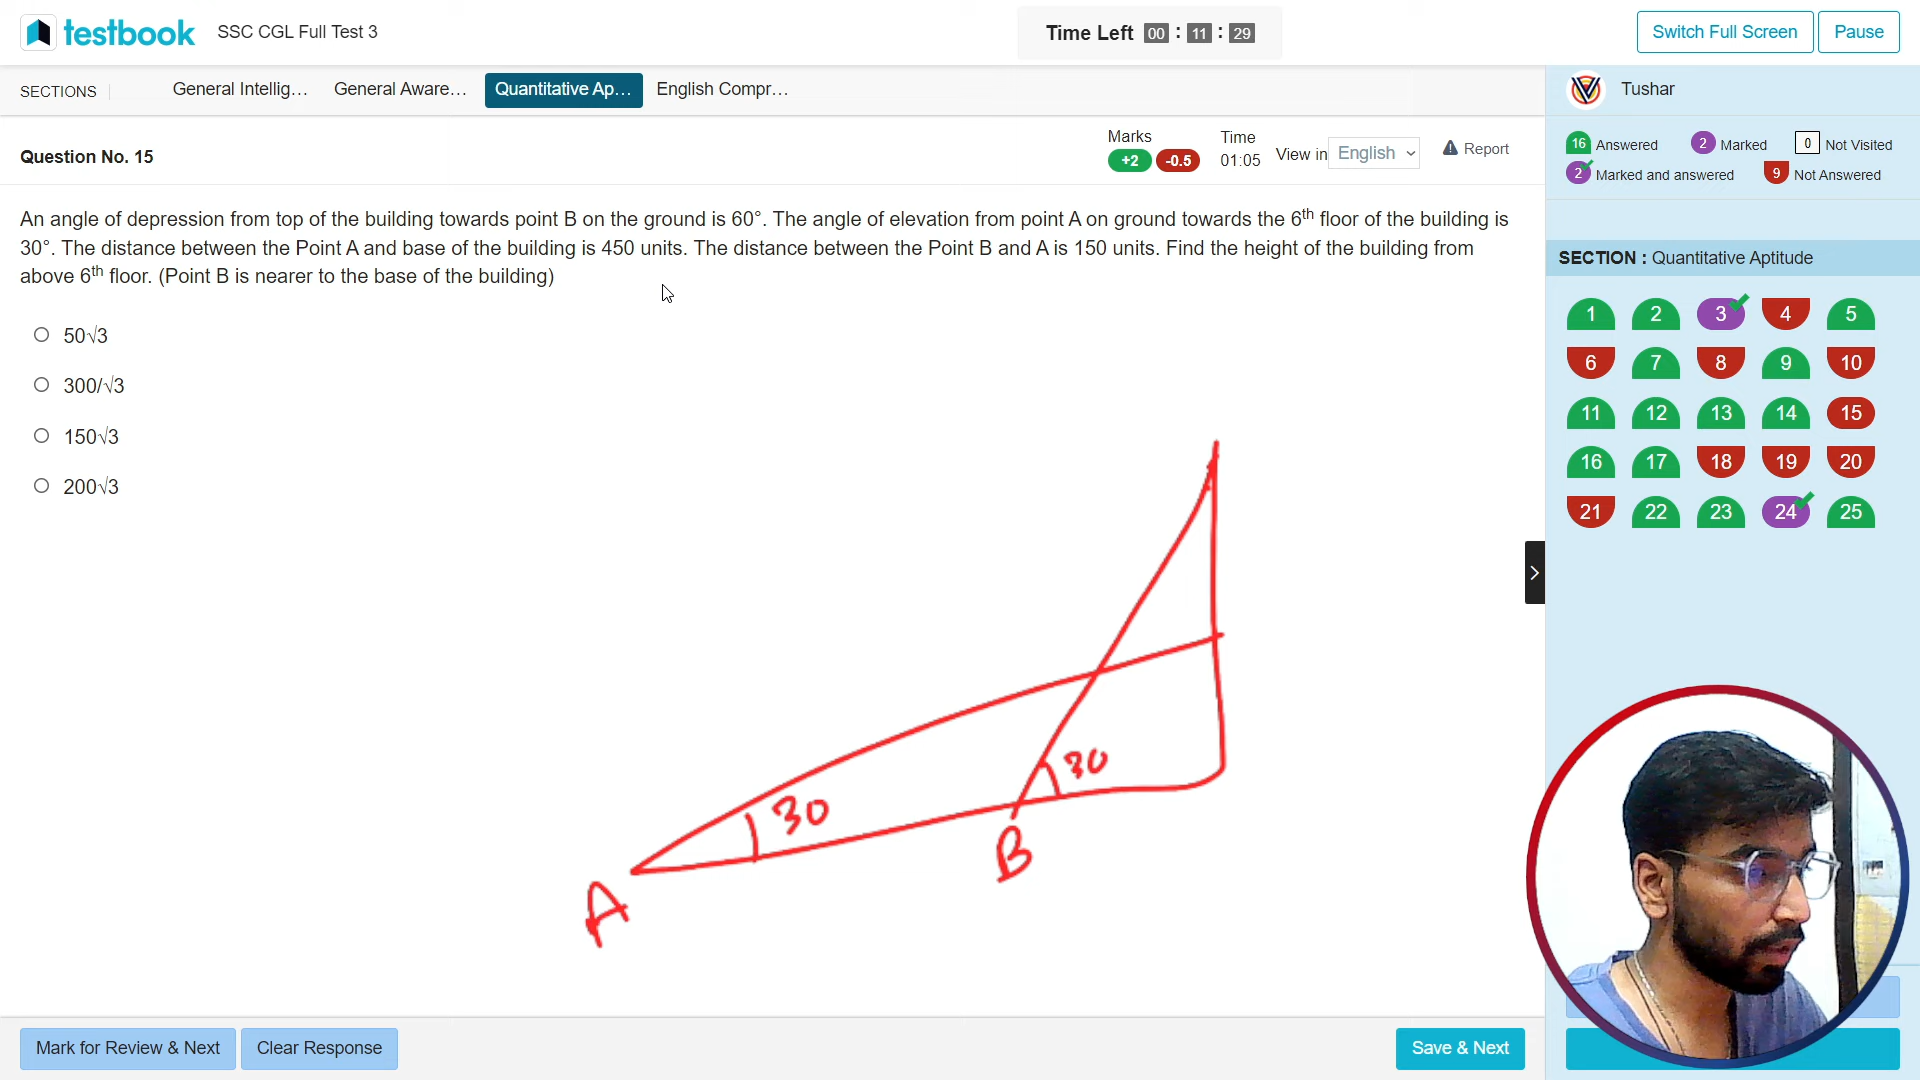 testbook
SSC CGL Full Test 3
Time Left 00 : 11 : 29
Switch Full Screen
Pause
SECTIONS
General Intellig...
General Aware...
Quantitative Ap...
English Compr...
Tushar
Question No. 15
Marks
+2 -0.5
Time
01:05
View in English
Report
16 Answered
2 Marked
0 Not Visited
2 Marked and answered
9 Not Answered
An angle of depression from top of the building towards point B on the ground is 60°. The angle of elevation from point A on ground towards the 6th floor of the building is
30°. The distance between the Point A and base of the building is 450 units. The distance between the Point B and A is 150 units. Find the height of the building from
above 6th floor. (Point B is nearer to the base of the building)
50√3
300/√3
150√3
200√3
SECTION : Quantitative Aptitude
1 2 3 4 5
6 7 8 9 10
11 12 13 14 15
16 17 18 19 20
21 22 23 24 25
30
30
B
A
Mark for Review & Next
Clear Response
Save & Next